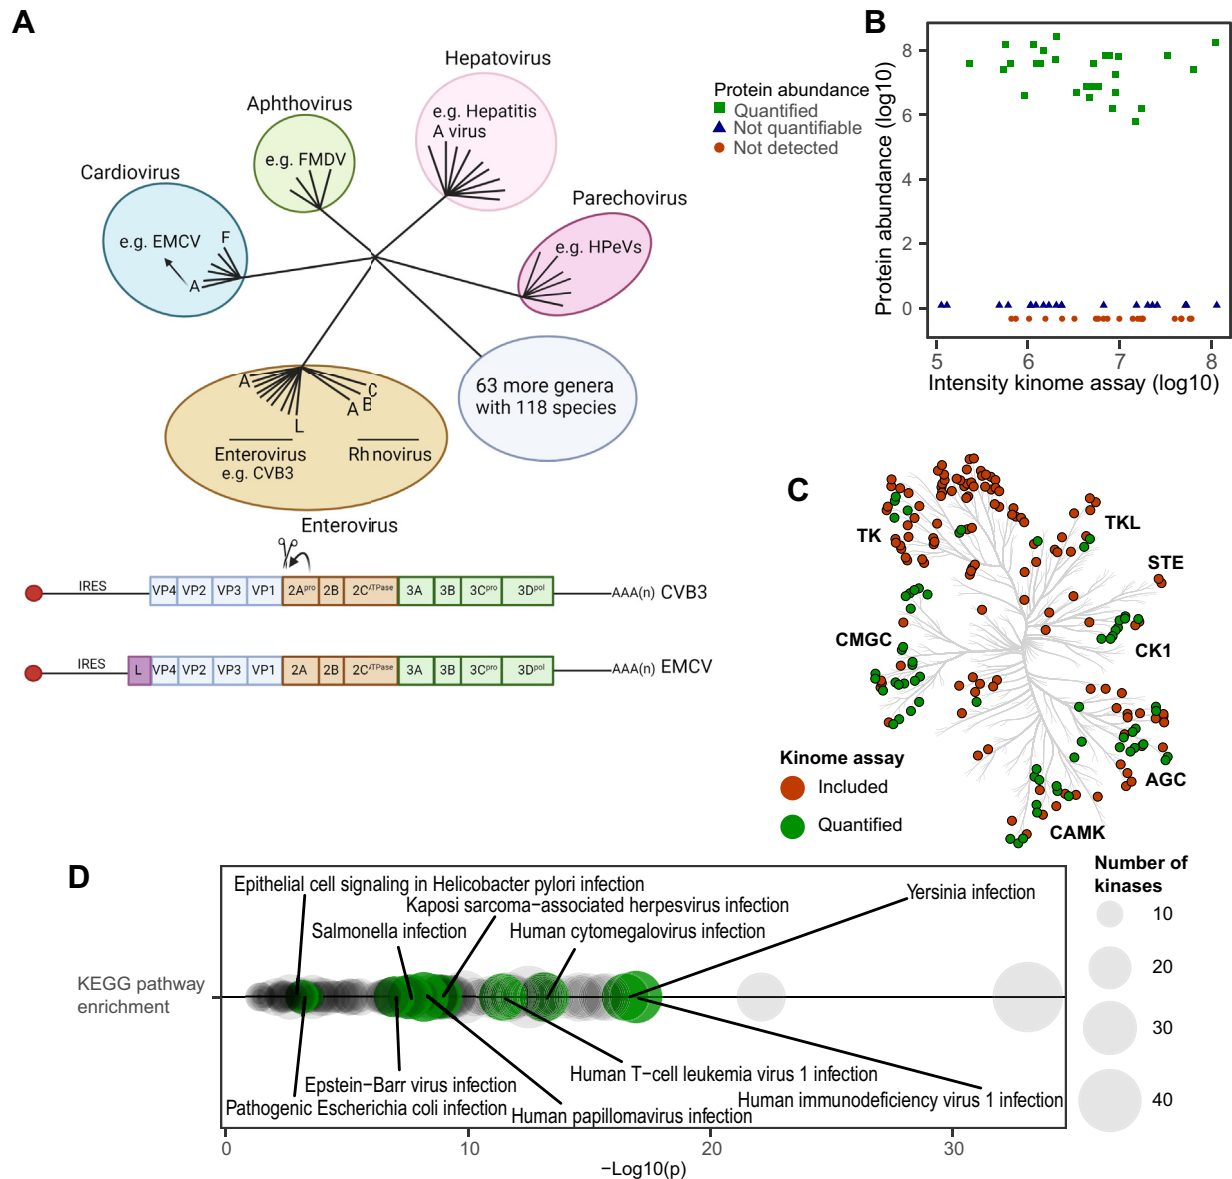 A
Hepatovirus
e.g. Hepatitis
A virus
Aphthovirus
e.g. FMDV
Cardiovirus
e.g. EMCV
F
A
Parechovirus
e.g. HPeVs
63 more genera
with 118 species
A
L
C
B
A
Enterovirus
e.g. CVB3
Rh novirus
Enterovirus
IRES
VP4 VP2 VP3 VP1 2Apro 2B 2CATPase 3A 3B 3Cpro 3Dpol
AAA(n) CVB3
IRES
L VP4 VP2 VP3 VP1 2A 2B 2CATPase 3A 3B 3Cpro 3Dpol
AAA(n) EMCV
B
Protein abundance
Quantified
Not quantifiable
Not detected
Protein abundance (log10)
8
6
4
2
0
5 6 7 8
Intensity kinome assay (log10)
C
TK
TKL
STE
CMGC
CK1
AGC
CAMK
Kinome assay
Included
Quantified
D
Epithelial cell signaling in Helicobacter pylori infection
Kaposi sarcoma−associated herpesvirus infection
Yersinia infection
Salmonella infection
Human cytomegalovirus infection
KEGG pathway
enrichment
Epstein−Barr virus infection
Human T−cell leukemia virus 1 infection
Pathogenic Escherichia coli infection
Human papillomavirus infection
Human immunodeficiency virus 1 infection
0 10 20 30
−Log10(p)
Number of
kinases
10
20
30
40